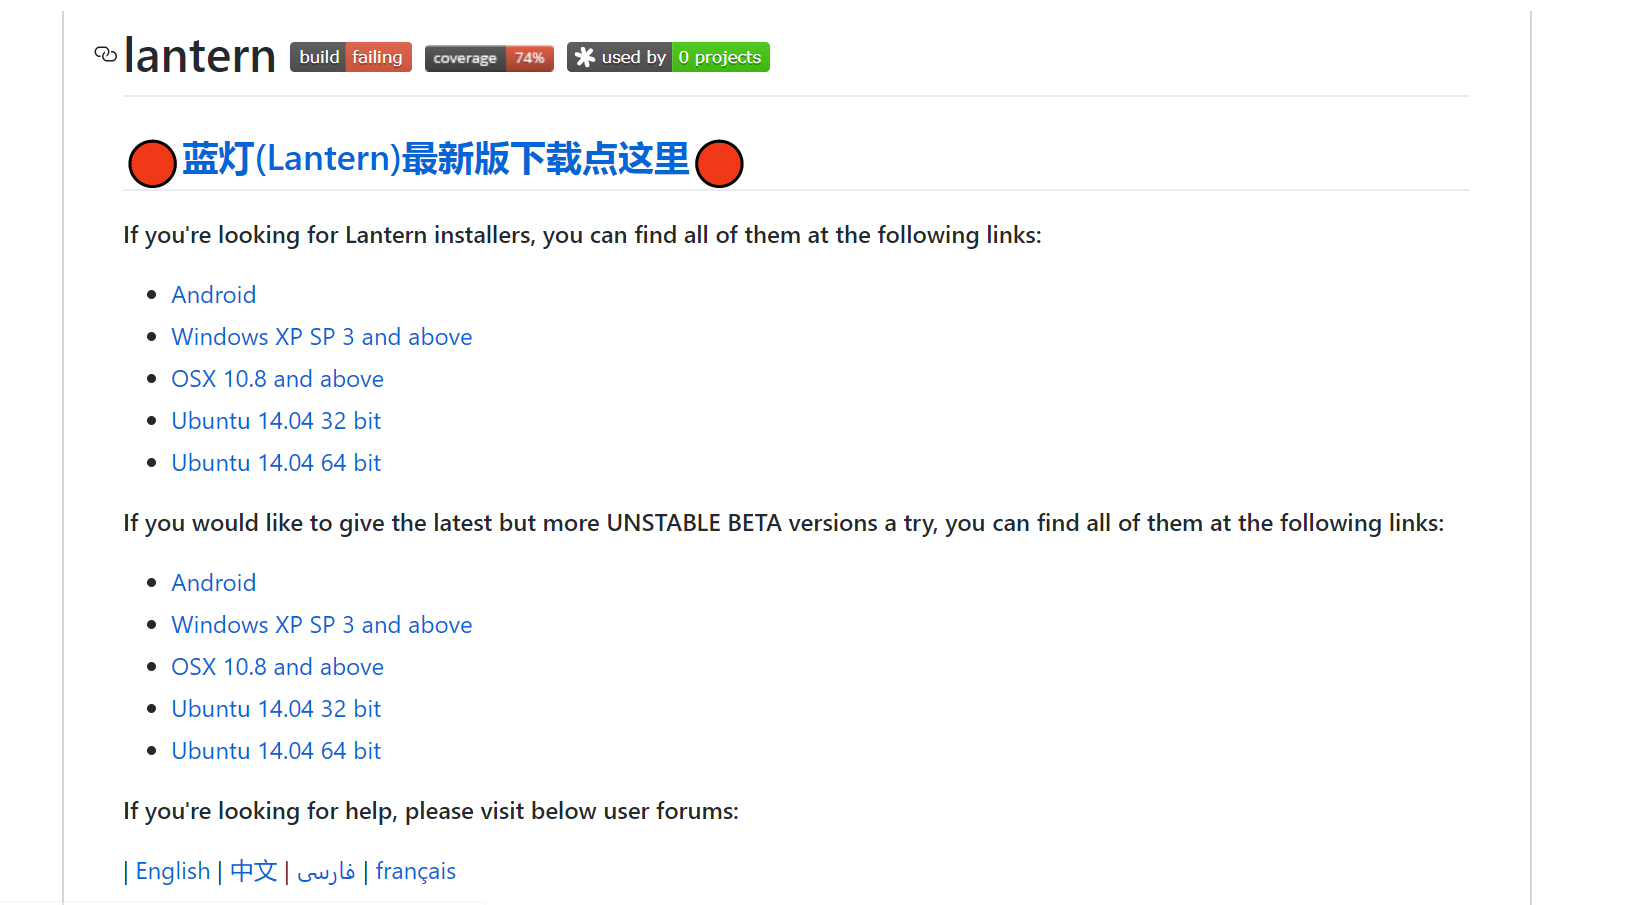 lantern build failing coverage 74% used by 0 projects
蓝灯(Lantern)最新版下载点这里
If you're looking for Lantern installers, you can find all of them at the following links:
Android
Windows XP SP 3 and above
OSX 10.8 and above
Ubuntu 14.04 32 bit
Ubuntu 14.04 64 bit
If you would like to give the latest but more UNSTABLE BETA versions a try, you can find all of them at the following links:
Android
Windows XP SP 3 and above
OSX 10.8 and above
Ubuntu 14.04 32 bit
Ubuntu 14.04 64 bit
If you're looking for help, please visit below user forums:
| English | 中文 | فارسی | français